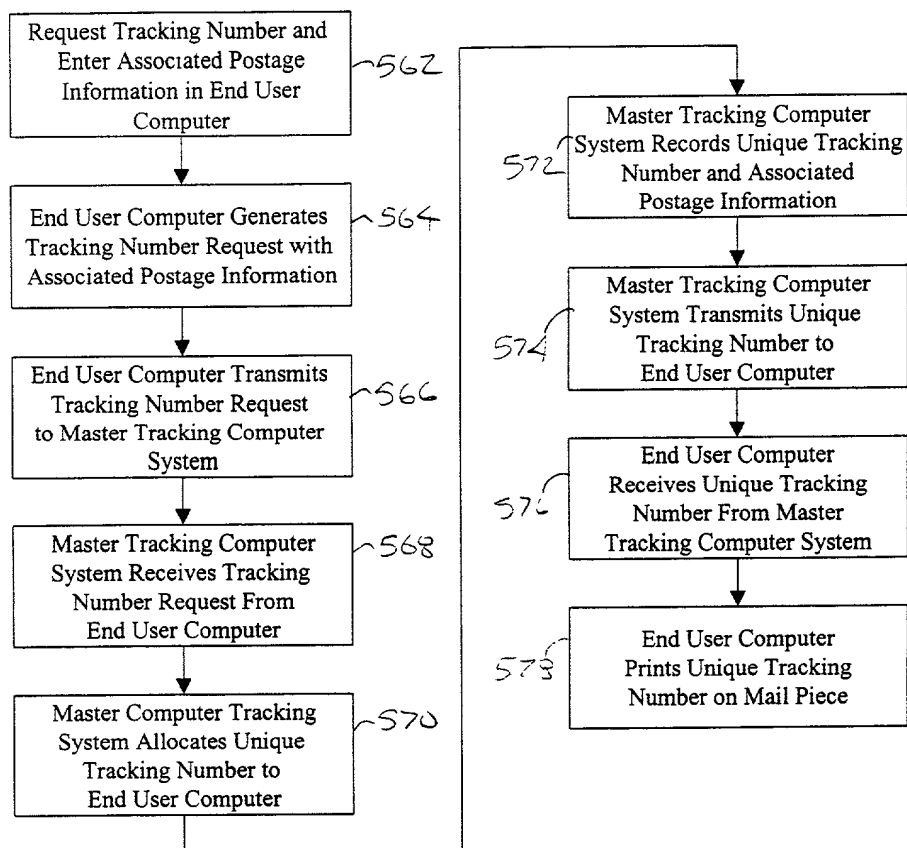 Request Tracking Number and
Enter Associated Postage
Information in End User
Computer
562
End User Computer Generates
Tracking Number Request with
Associated Postage Information
564
End User Computer Transmits
Tracking Number Request
to Master Tracking Computer
System
566
Master Tracking Computer
System Receives Tracking
Number Request From
End User Computer
568
Master Computer Tracking
System Allocates Unique
Tracking Number to
End User Computer
570
Master Tracking Computer
System Records Unique Tracking
Number and Associated
Postage Information
572
Master Tracking Computer
System Transmits Unique
Tracking Number to
End User Computer
574
End User Computer
Receives Unique Tracking
Number From Master
Tracking Computer System
576
End User Computer
Prints Unique Tracking
Number on Mail Piece
578